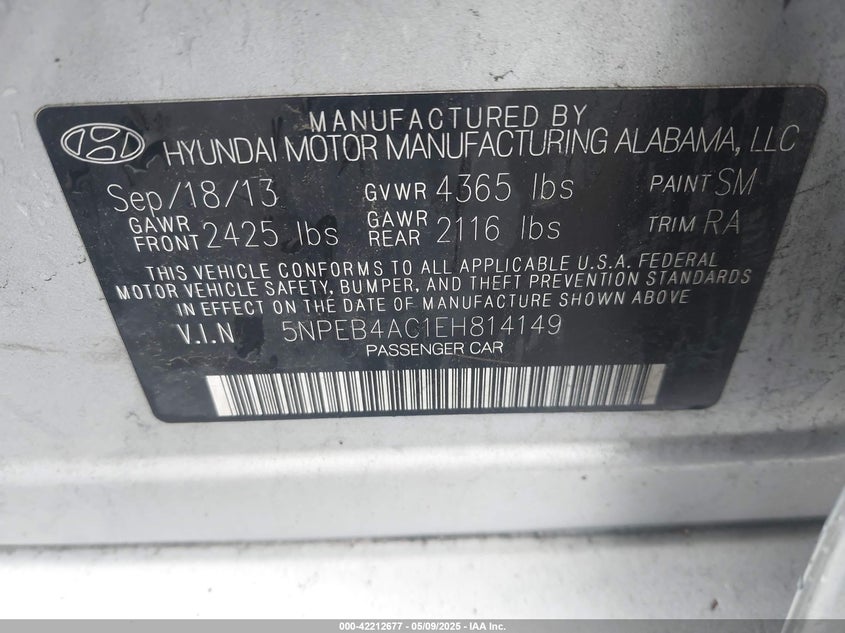 MANUFACTURED BY
HYUNDAI MOTOR MANUFACTURING ALABAMA, LLC
Sep/18/13 GVWR 4365 lbs PAINT SM
GAWR FRONT 2425 lbs GAWR REAR 2116 lbs TRIM RA
THIS VEHICLE CONFORMS TO ALL APPLICABLE U.S.A. FEDERAL
MOTOR VEHICLE SAFETY, BUMPER, AND THEFT PREVENTION STANDARDS
IN EFFECT ON THE DATE OF MANUFACTURE SHOWN ABOVE
V.I.N 5NPEB4AC1EH814149
PASSENGER CAR
000-42212677 - 05/09/2025 - IAA Inc.